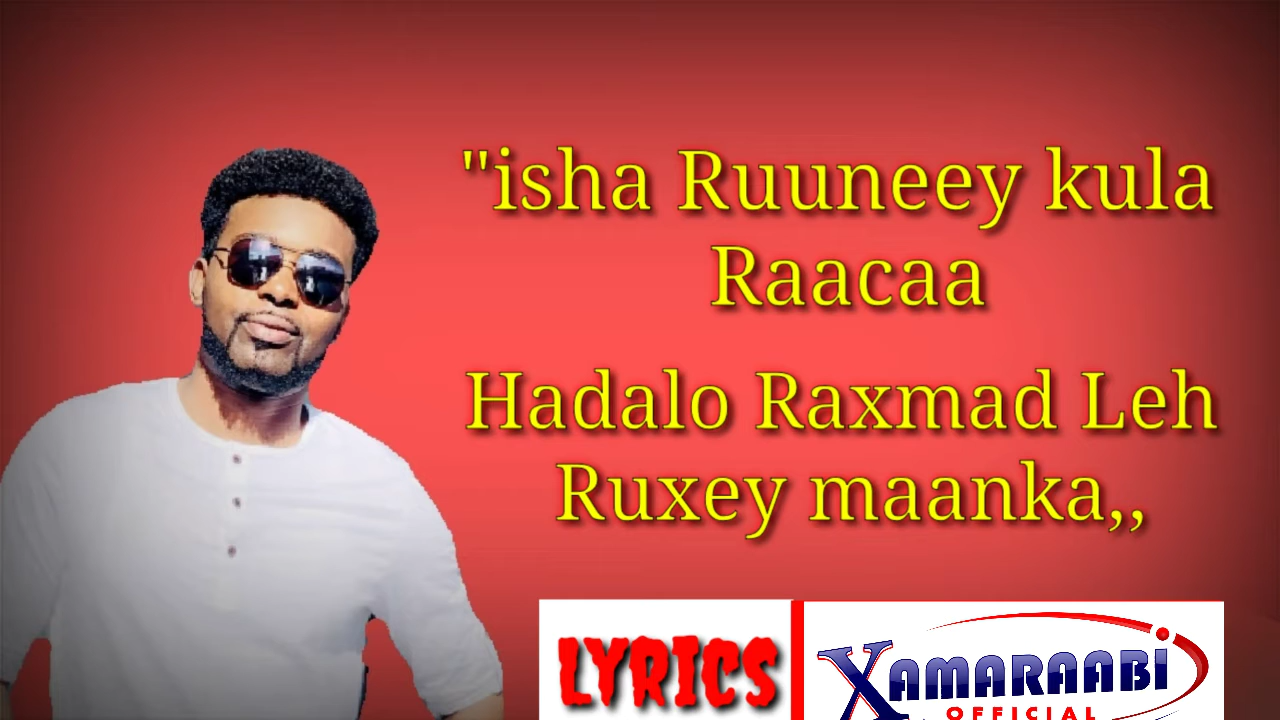 "isha Ruuneey kula
Raacaa
Hadalo Raxmad Leh
Ruxey maanka,,
LYRICS
XAMARAABI
OFFICIAL